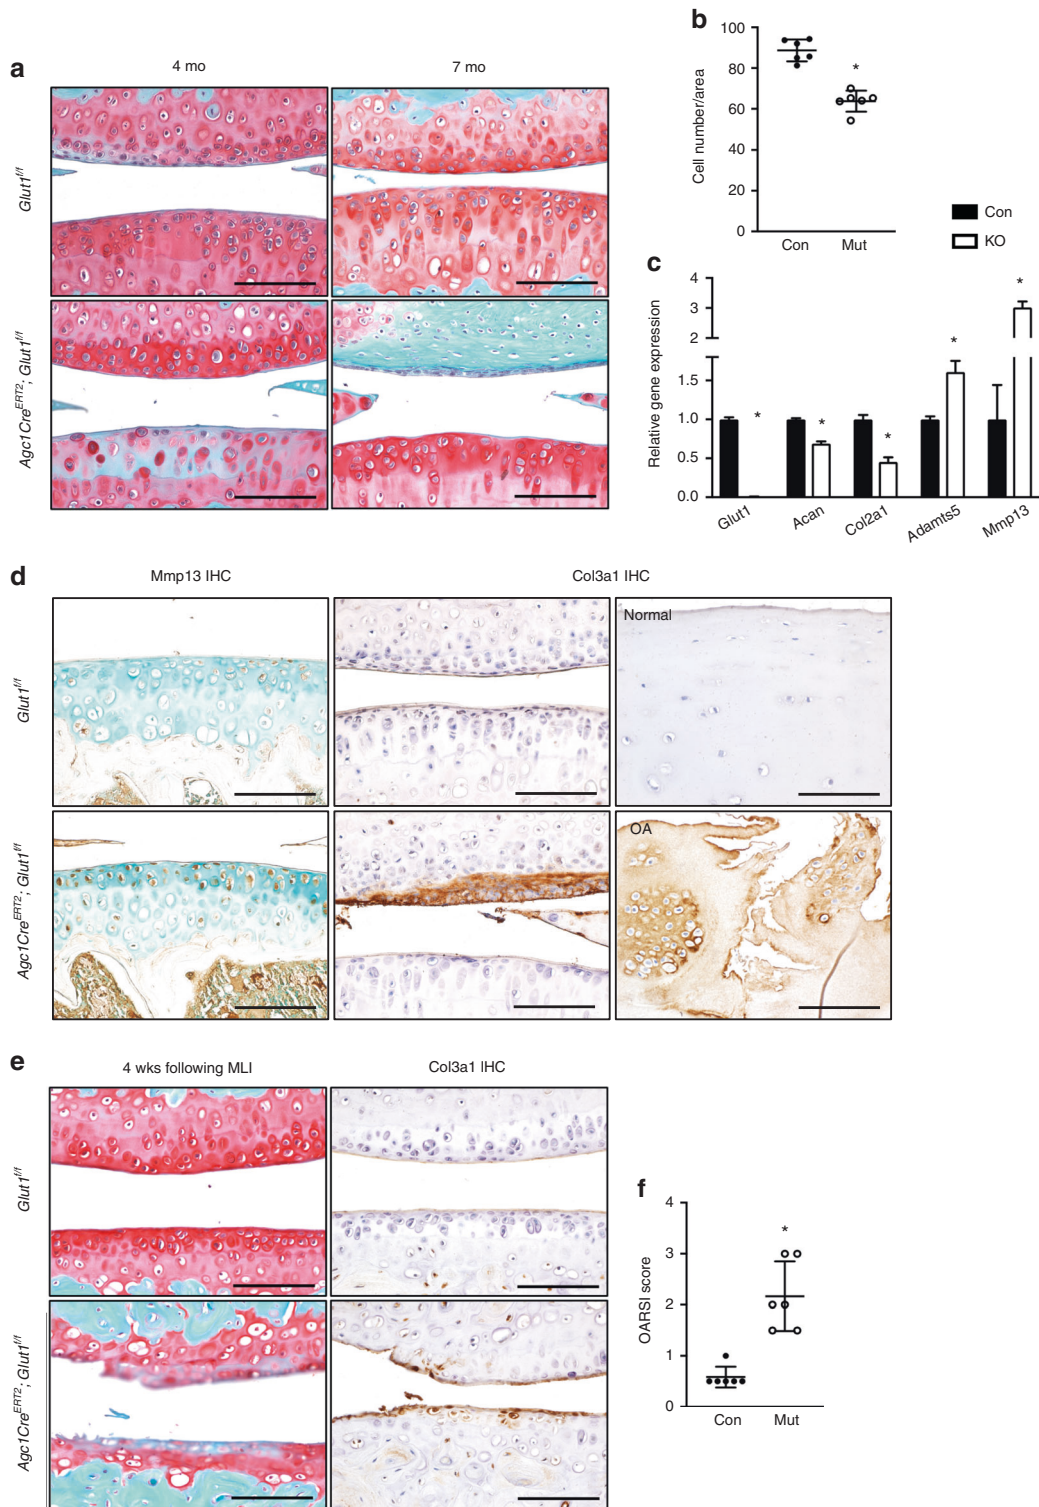 a
4 mo
7 mo
Glut1f/f
Agc1CreERT2; Glut1f/f
b
100
80
60
40
20
0
Cell number/area
*
Con
Mut
Con
KO
c
4
3
2
1.5
1.0
0.5
0.0
Relative gene expression
*
*
*
*
*
Glut1
Acan
Col2a1
Adamts5
Mmp13
d
Mmp13 IHC
Col3a1 IHC
Glut1f/f
Normal
Agc1CreERT2; Glut1f/f
OA
e
4 wks following MLI
Col3a1 IHC
Glut1f/f
Agc1CreERT2; Glut1f/f
f
4
3
2
1
0
OARSI score
*
Con
Mut